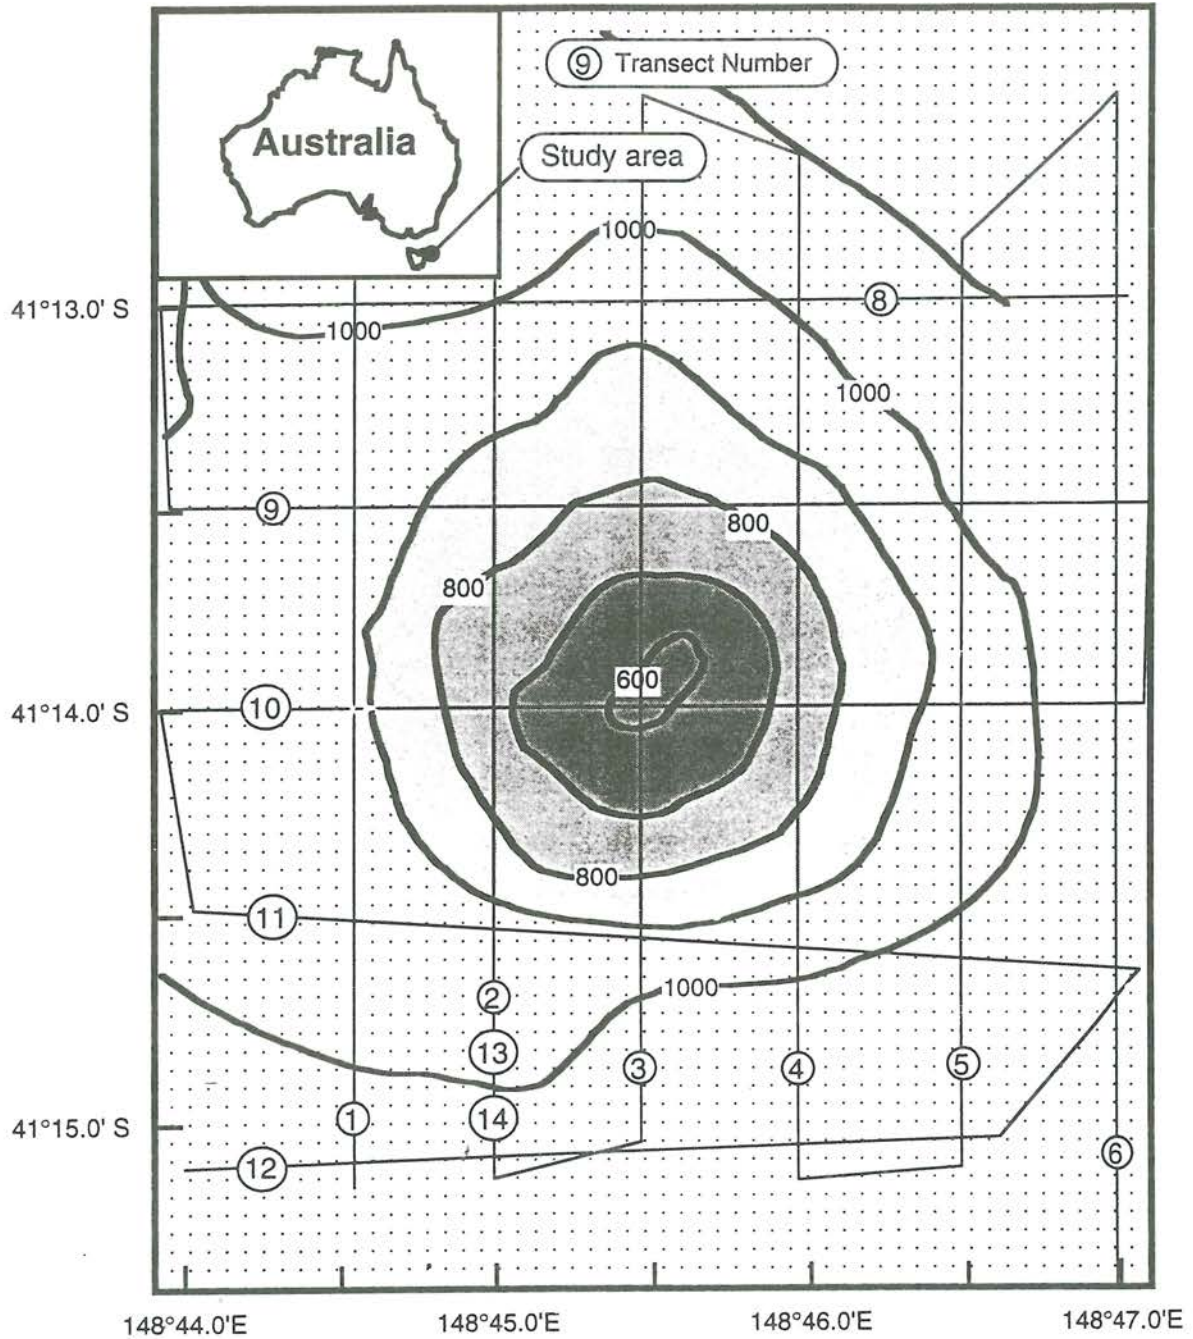 9 Transect Number
Australia
Study area
1000
41°13.0' S
8
1000
1000
9
800
800
600
41°14.0' S
10
800
11
1000
2
13
3
4
5
41°15.0' S
1
14
6
12
148°44.0'E
148°45.0'E
148°46.0'E
148°47.0'E